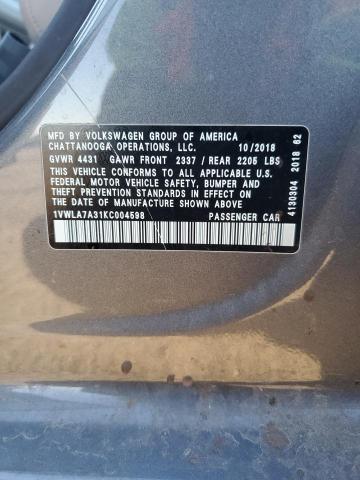 MFD BY VOLKSWAGEN GROUP OF AMERICA
CHATTANOOGA OPERATIONS, LLC. 10/2018
GVWR 4431 GAWR FRONT 2337/ REAR 2205 LBS
THIS VEHICLE CONFORMS TO ALL APPLICABLE U.S.
FEDERAL MOTOR VEHICLE SAFETY, BUMPER AND
THEFT PREVENTION STANDARDS IN EFFECT ON THE
DATE OF MANUFACTURE SHOWN ABOVE
1VWLA7A31KC004598 PASSENGER CAR
4130304 2018 62